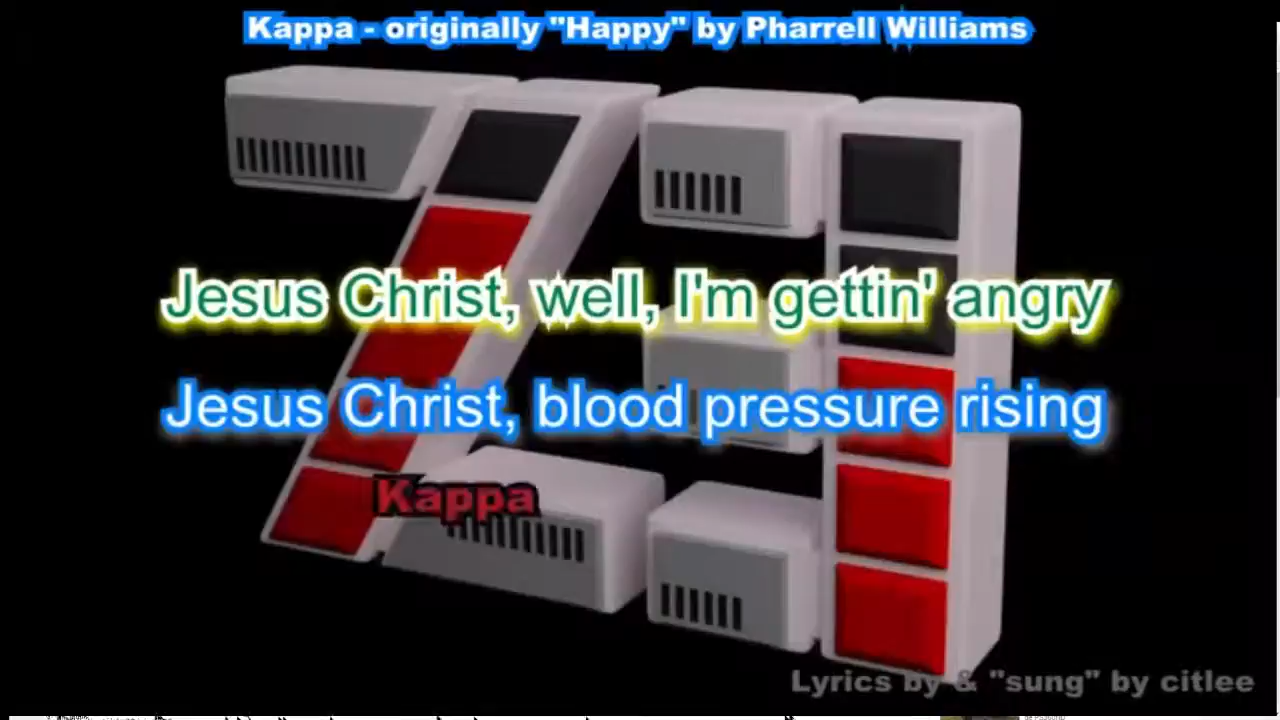 Kappa - originally "Happy" by Pharrell Williams
Jesus Christ, well, I'm gettin' angry
Jesus Christ, blood pressure rising
Kappa
Lyrics by & "sung" by citlee